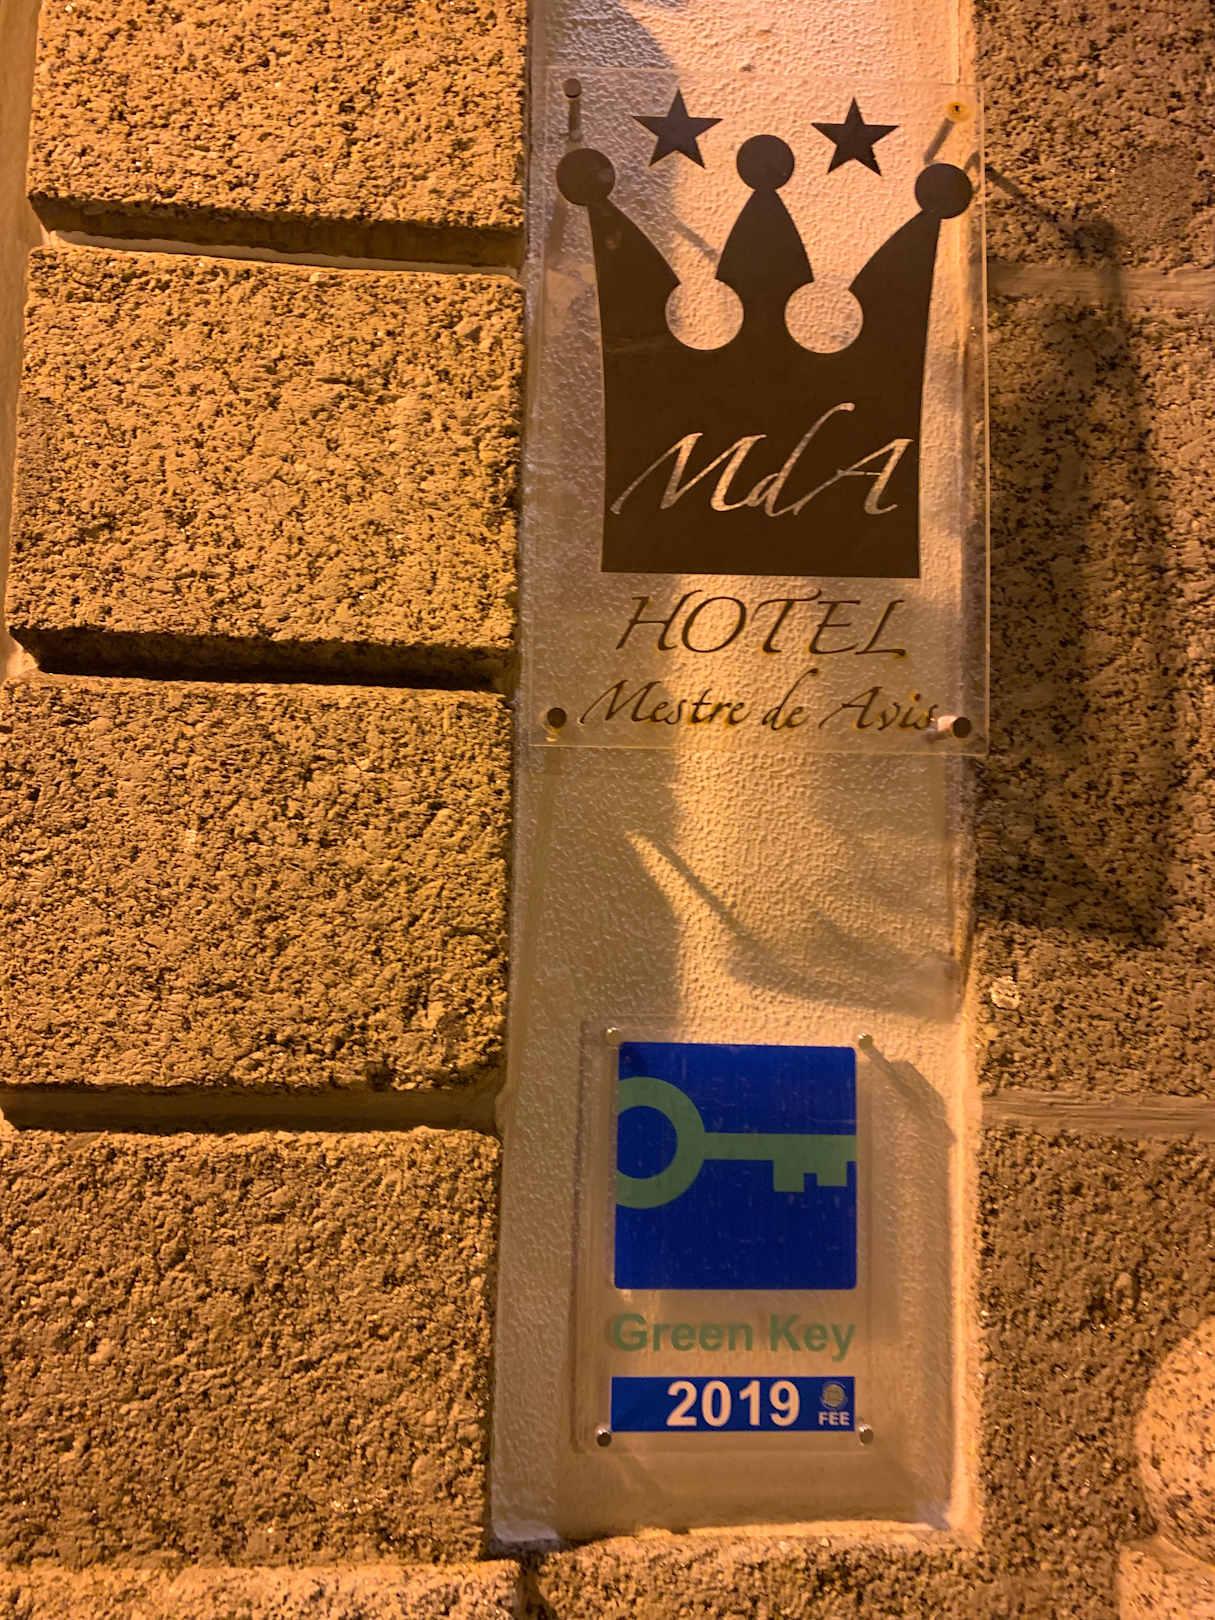 MdA
HOTEL
Mestre de Avis
Green Key
2019
FEE